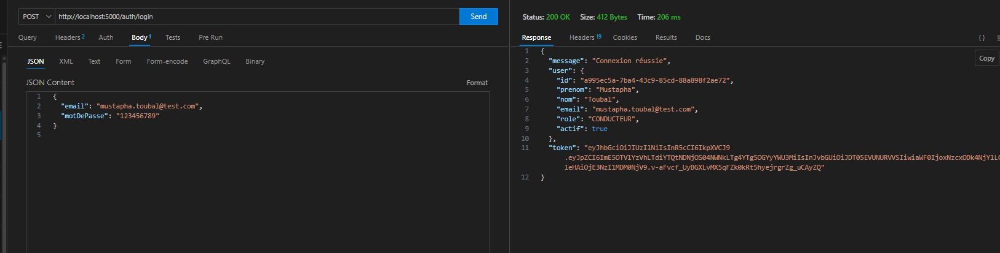 POST http://localhost:5000/auth/login Send
Query Headers 2 Auth Body 1 Tests Pre Run
JSON XML Text Form Form-encode GraphQL Binary
JSON Content Format
1 {
2 "email": "mustapha.toubal@test.com",
3 "motDePasse": "123456789"
4 }
5
Status: 200 OK Size: 412 Bytes Time: 206 ms
Response Headers 19 Cookies Results Docs { }
Copy
1 {
2 "message": "Connexion réussie",
3 "user": {
4 "id": "a995ec5a-7ba4-43c9-85cd-88a898f2ae72",
5 "prenom": "Mustapha",
6 "nom": "Toubal",
7 "email": "mustapha.toubal@test.com",
8 "role": "CONDUCTEUR",
9 "actif": true
10 },
11 "token": "eyJhbGciOiJIUzI1NiIsInR5cCI6IkpXVCJ9
12 }